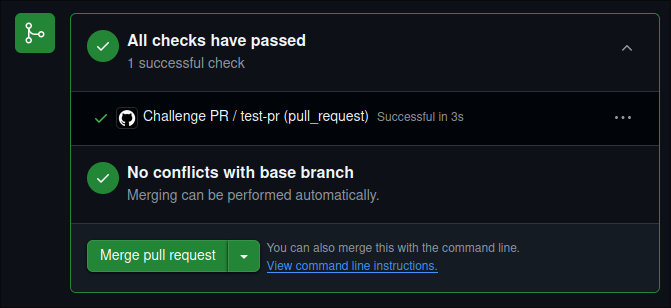 All checks have passed
1 successful check
Challenge PR / test-pr (pull_request) Successful in 3s
No conflicts with base branch
Merging can be performed automatically.
Merge pull request
You can also merge this with the command line.
View command line instructions.